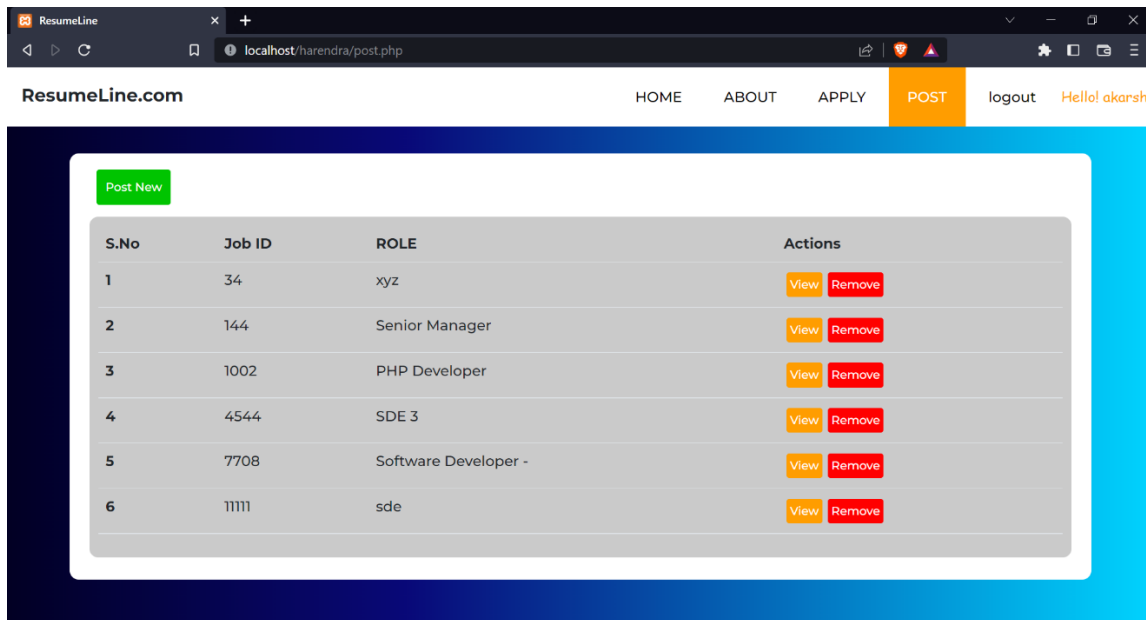 ResumeLine
localhost/harendra/post.php
ResumeLine.com HOME ABOUT APPLY POST logout Hello! akarsh
Post New
S.No Job ID ROLE Actions
1 34 xyz View Remove
2 144 Senior Manager View Remove
3 1002 PHP Developer View Remove
4 4544 SDE 3 View Remove
5 7708 Software Developer - View Remove
6 11111 sde View Remove